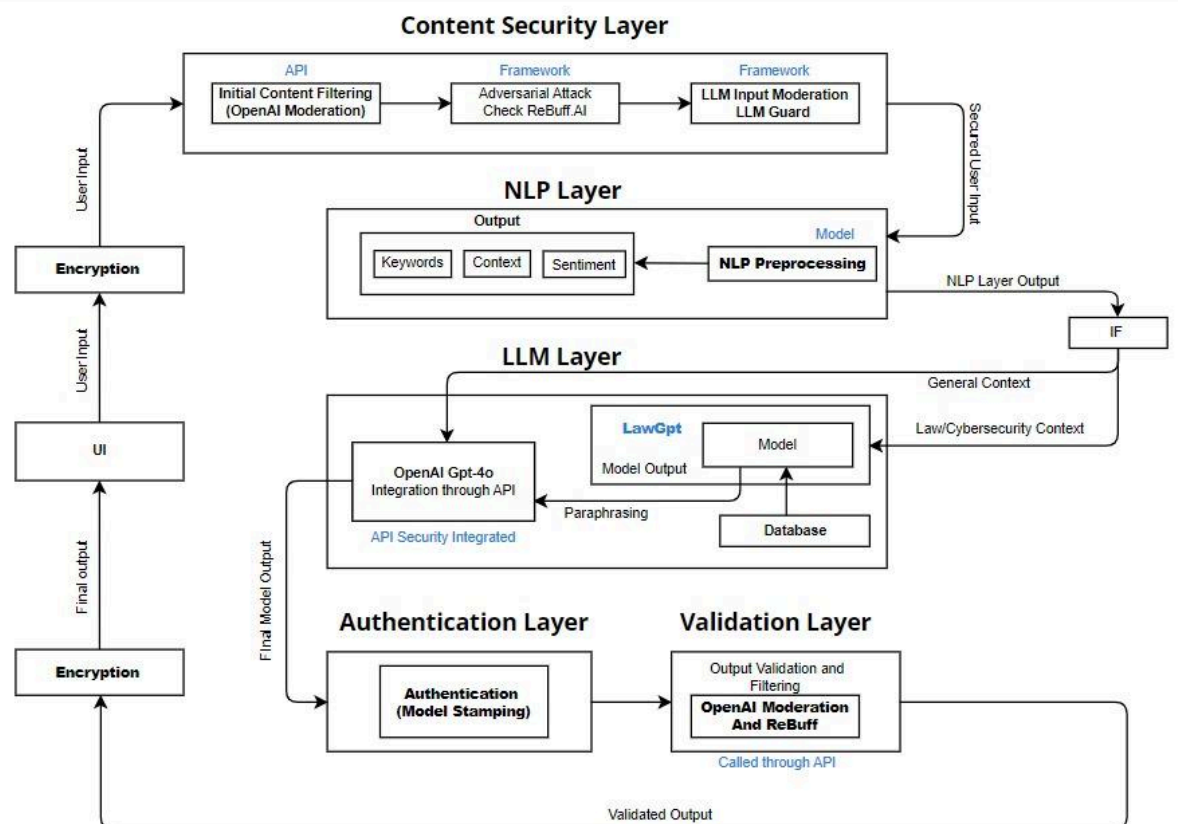 Content Security Layer
API
Framework
Framework
Initial Content Filtering
(OpenAI Moderation)
Adversarial Attack
Check ReBuff.AI
LLM Input Moderation
LLM Guard
User Input
Secured User Input
NLP Layer
Output
Model
Keywords
Context
Sentiment
NLP Preprocessing
Encryption
NLP Layer Output
IF
User Input
LLM Layer
General Context
LawGpt
Model
Law/Cybersecurity Context
UI
Model Output
OpenAI Gpt-4o
Integration through API
Paraphrasing
Database
API Security Integrated
Final output
FInal Model Output
Authentication Layer
Validation Layer
Encryption
Authentication
(Model Stamping)
Output Validation and
Filtering
OpenAI Moderation
And ReBuff
Called through API
Validated Output